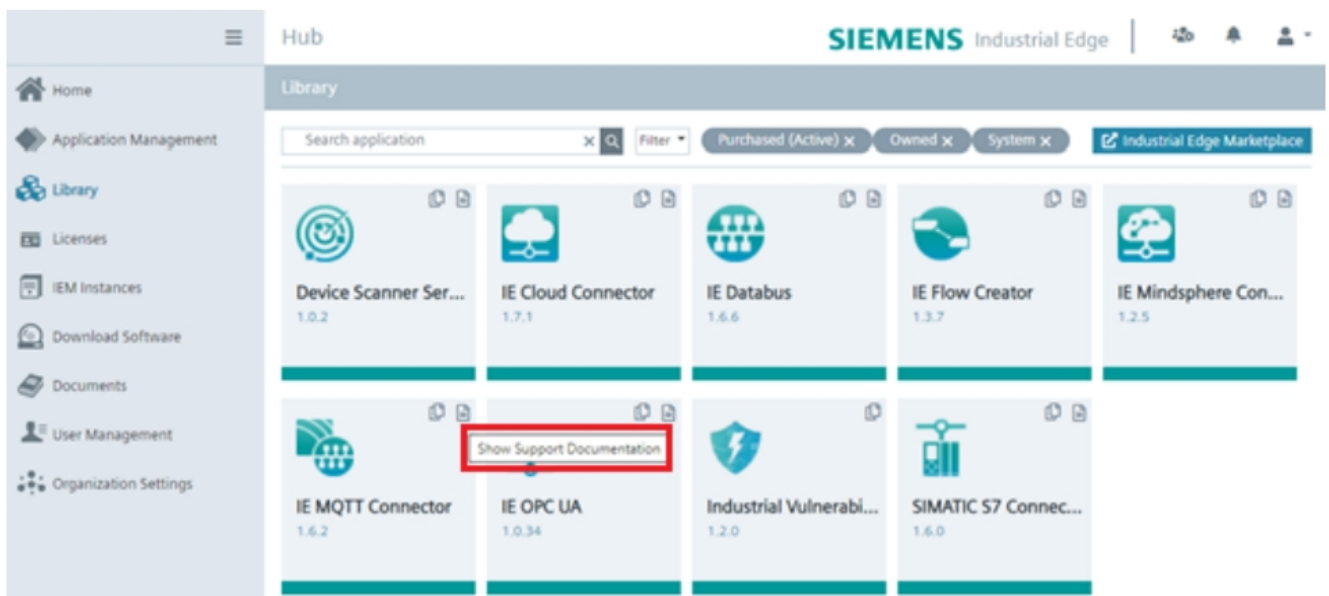 Hub
SIEMENS Industrial Edge
Home
Application Management
Library
Licenses
IEM Instances
Download Software
Documents
User Management
Organization Settings
Library
Search application
Filter
Purchased (Active) x
Owned x
System x
Industrial Edge Marketplace
Device Scanner Ser...
1.0.2
IE Cloud Connector
1.7.1
IE Databus
1.6.6
IE Flow Creator
1.3.7
IE Mindsphere Con...
1.2.5
IE MQTT Connector
1.6.2
Show Support Documentation
IE OPC UA
1.0.34
Industrial Vulnerabi...
1.2.0
SIMATIC S7 Connec...
1.6.0